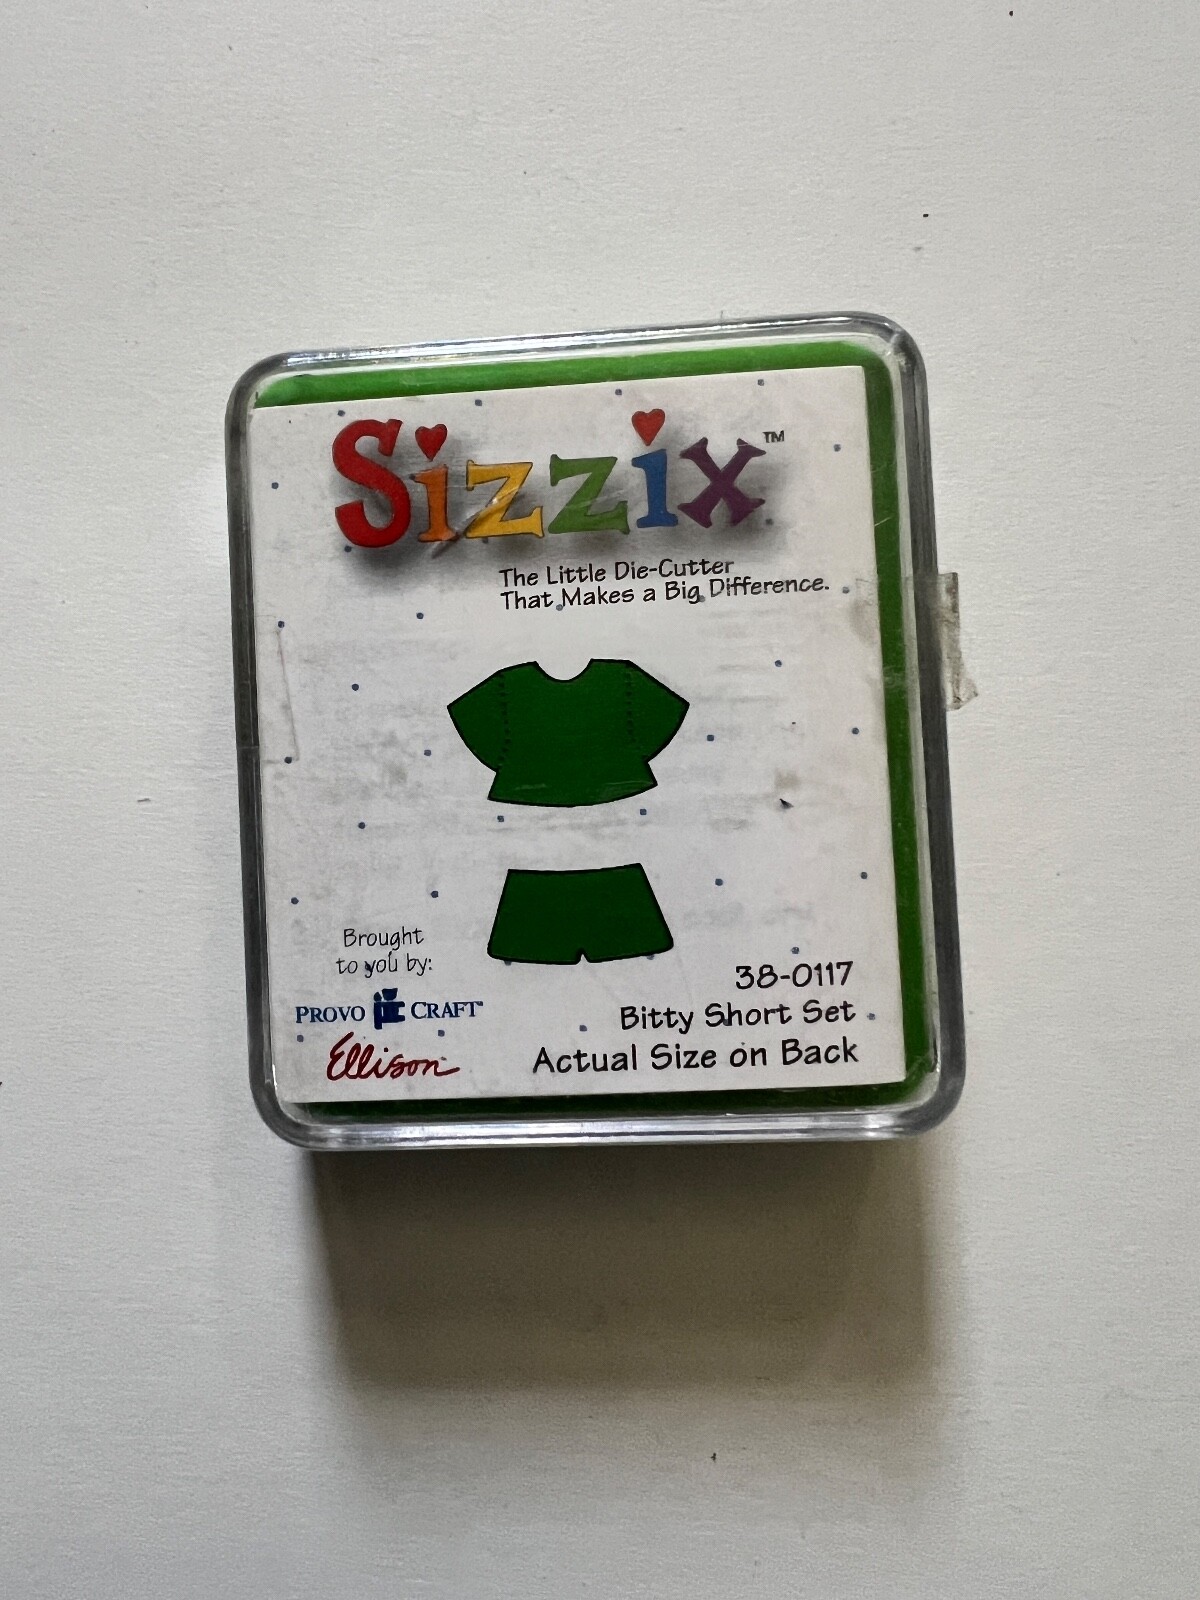 Sizzix™
The Little Die-Cutter
That Makes a Big Difference.
Brought
to you by:
PROVO CRAFT
Ellison
38-0117
Bitty Short Set
Actual Size on Back